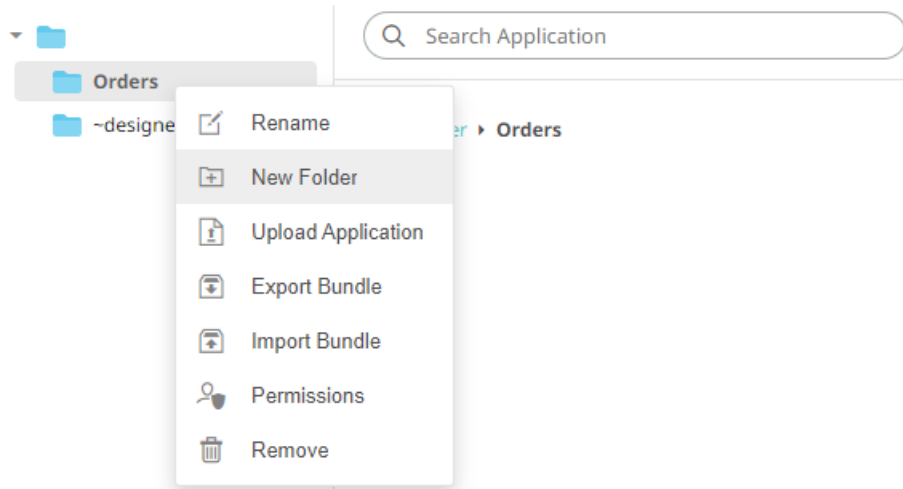 Search Application
Orders
~designe
er ▸ Orders
Rename
New Folder
Upload Application
Export Bundle
Import Bundle
Permissions
Remove